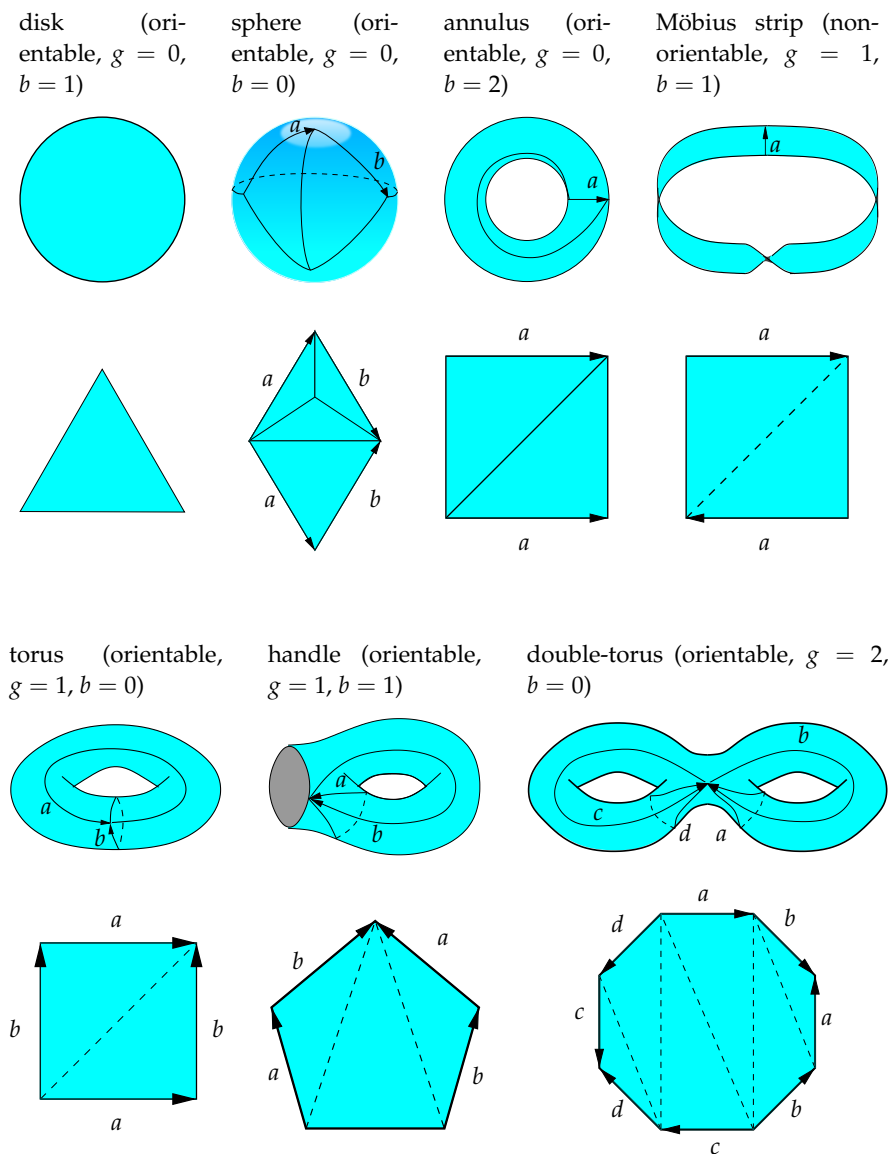 disk (ori-
entable, g = 0,
b = 1)
sphere (ori-
entable, g = 0,
b = 0)
annulus (ori-
entable, g = 0,
b = 2)
Möbius strip (non-
orientable, g = 1,
b = 1)
a
b
a
a
a
b
a
b
a
a
a
a
torus (orientable,
g = 1, b = 0)
handle (orientable,
g = 1, b = 1)
double-torus (orientable, g = 2,
b = 0)
a
b
a
b
b
c
d
a
a
b
b
a
b
a
a
b
a
d
b
c
a
d
b
c